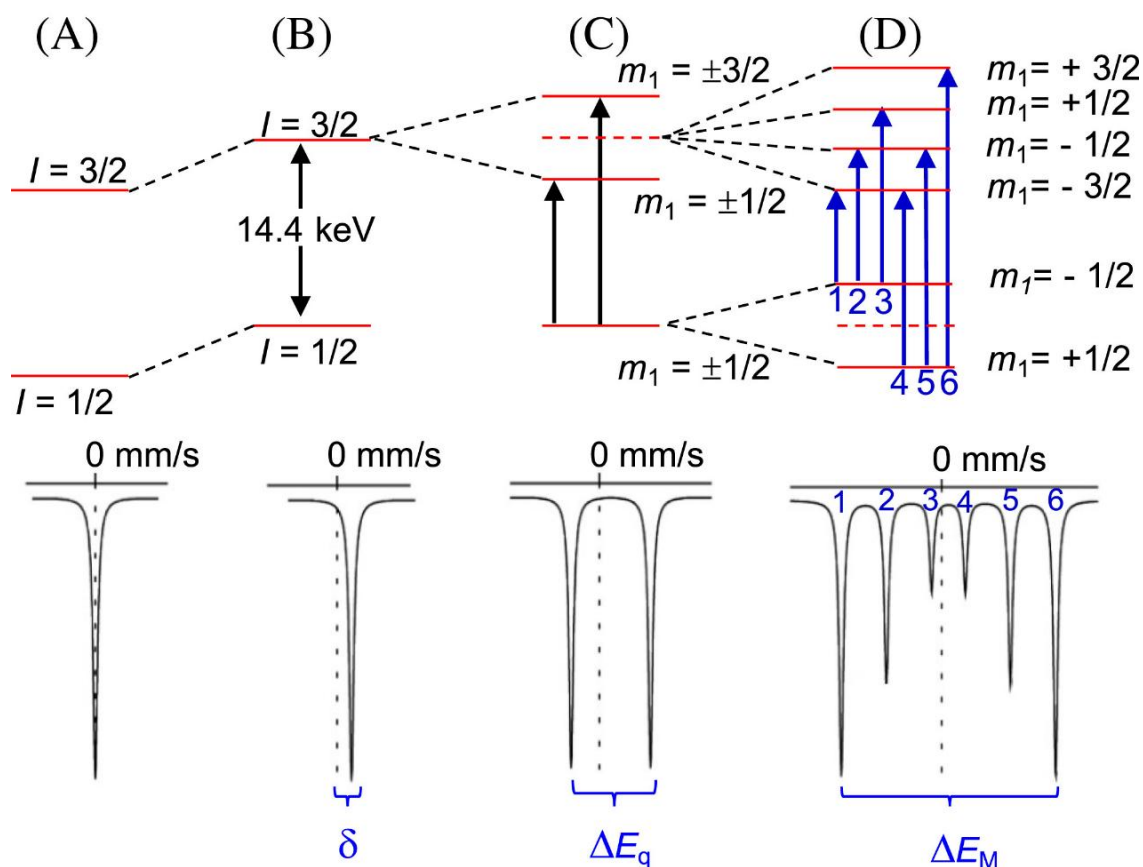 (A)
(B)
(C)
(D)
I = 3/2
I = 1/2
I = 3/2
14.4 keV
I = 1/2
m₁ = ±3/2
m₁ = ±1/2
m₁ = ±1/2
m₁= + 3/2
m₁= +1/2
m₁= - 1/2
m₁= - 3/2
m₁= - 1/2
m₁= +1/2
1 2 3
4 5 6
0 mm/s
0 mm/s
0 mm/s
0 mm/s
1 2 3 4 5 6
δ
ΔE_q
ΔE_M